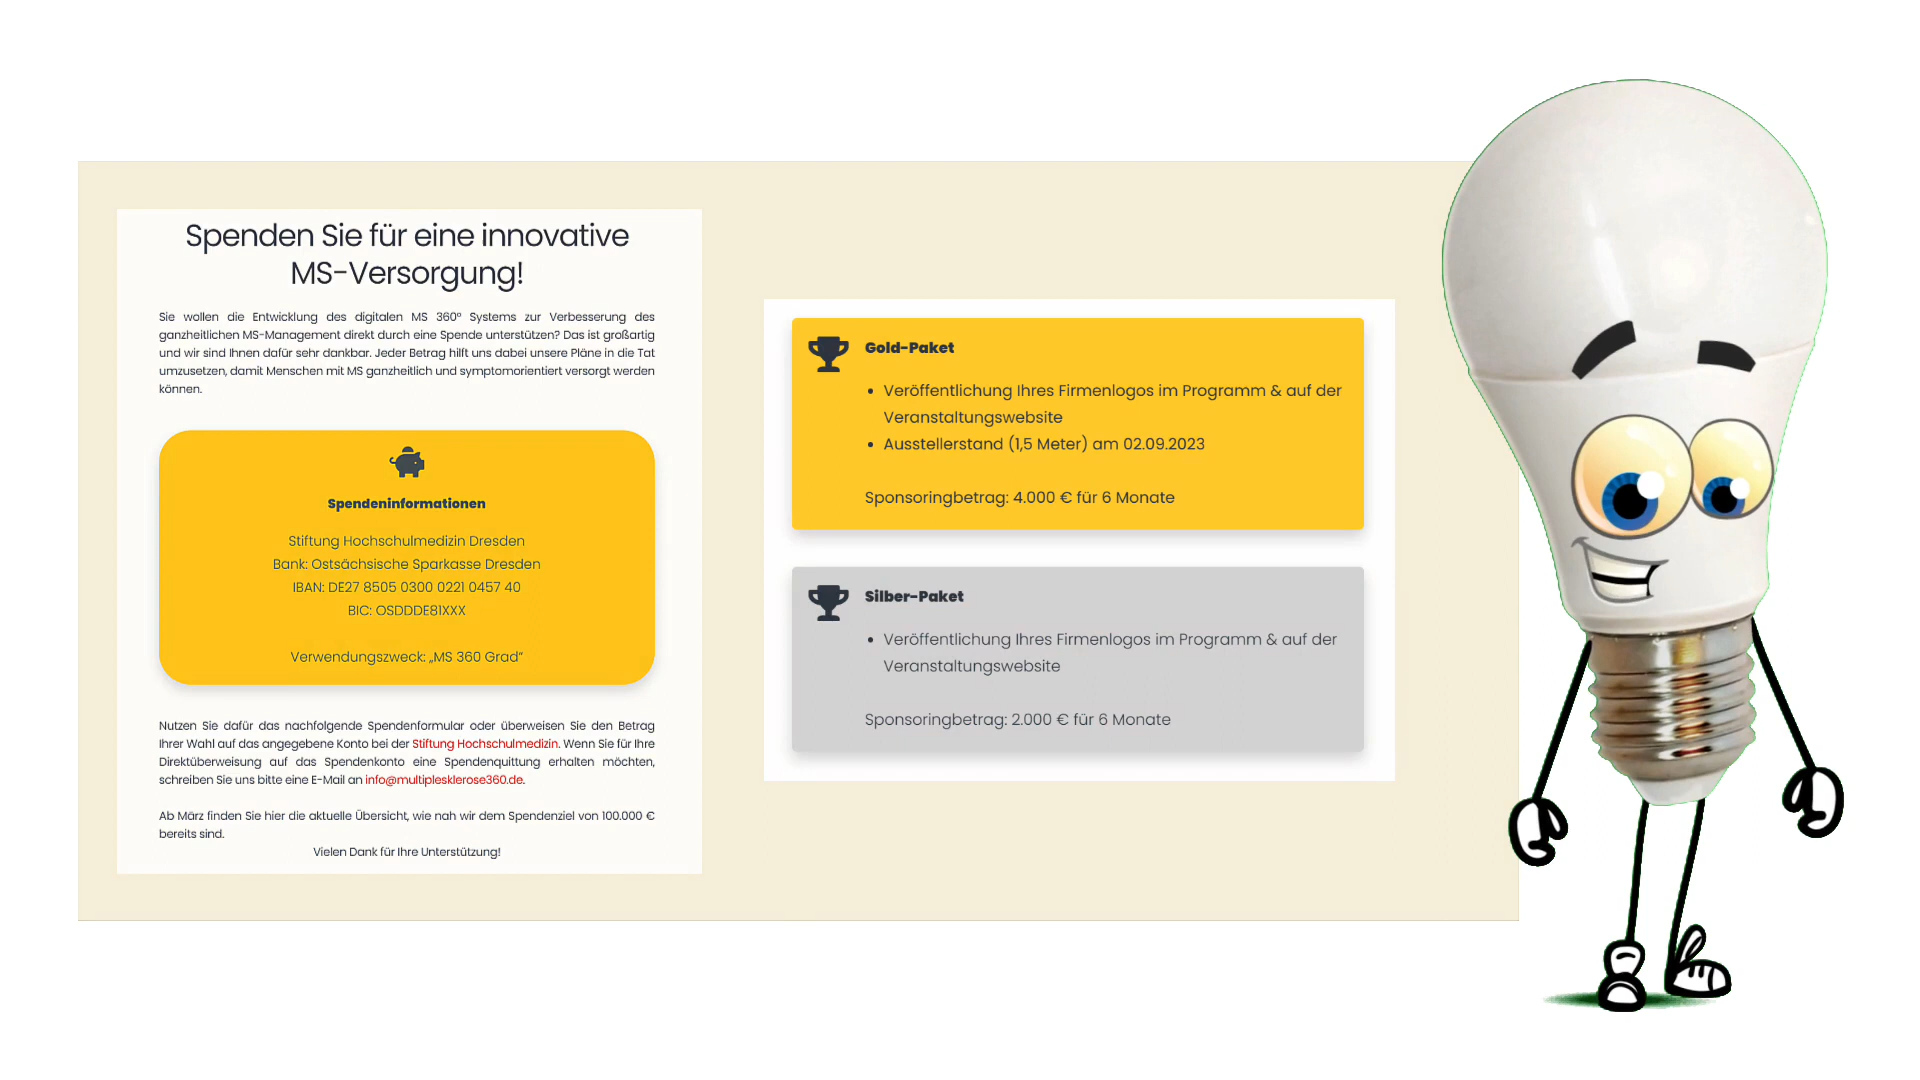 Spenden Sie für eine innovative
MS-Versorgung!
Sie wollen die Entwicklung des digitalen MS 360° Systems zur Verbesserung des
ganzheitlichen MS-Management direkt durch eine Spende unterstützen? Das ist großartig
und wir sind Ihnen dafür sehr dankbar. Jeder Betrag hilft uns dabei unsere Pläne in die Tat
umzusetzen, damit Menschen mit MS ganzheitlich und symptomorientiert versorgt werden
können.
Spendeninformationen
Stiftung Hochschulmedizin Dresden
Bank: Ostsächsische Sparkasse Dresden
IBAN: DE27 8505 0300 0221 0457 40
BIC: OSDDDE81XXX
Verwendungszweck: „MS 360 Grad“
Nutzen Sie dafür das nachfolgende Spendenformular oder überweisen Sie den Betrag
Ihrer Wahl auf das angegebene Konto bei der Stiftung Hochschulmedizin. Wenn Sie für Ihre
Direktüberweisung auf das Spendenkonto eine Spendenquittung erhalten möchten,
schreiben Sie uns bitte eine E-Mail an info@multiplesklerose360.de.
Ab März finden Sie hier die aktuelle Übersicht, wie nah wir dem Spendenziel von 100.000 €
bereits sind.
Vielen Dank für Ihre Unterstützung!
Gold-Paket
• Veröffentlichung Ihres Firmenlogos im Programm & auf der
Veranstaltungswebsite
• Ausstellerstand (1,5 Meter) am 02.09.2023
Sponsoringbetrag: 4.000 € für 6 Monate
Silber-Paket
• Veröffentlichung Ihres Firmenlogos im Programm & auf der
Veranstaltungswebsite
Sponsoringbetrag: 2.000 € für 6 Monate